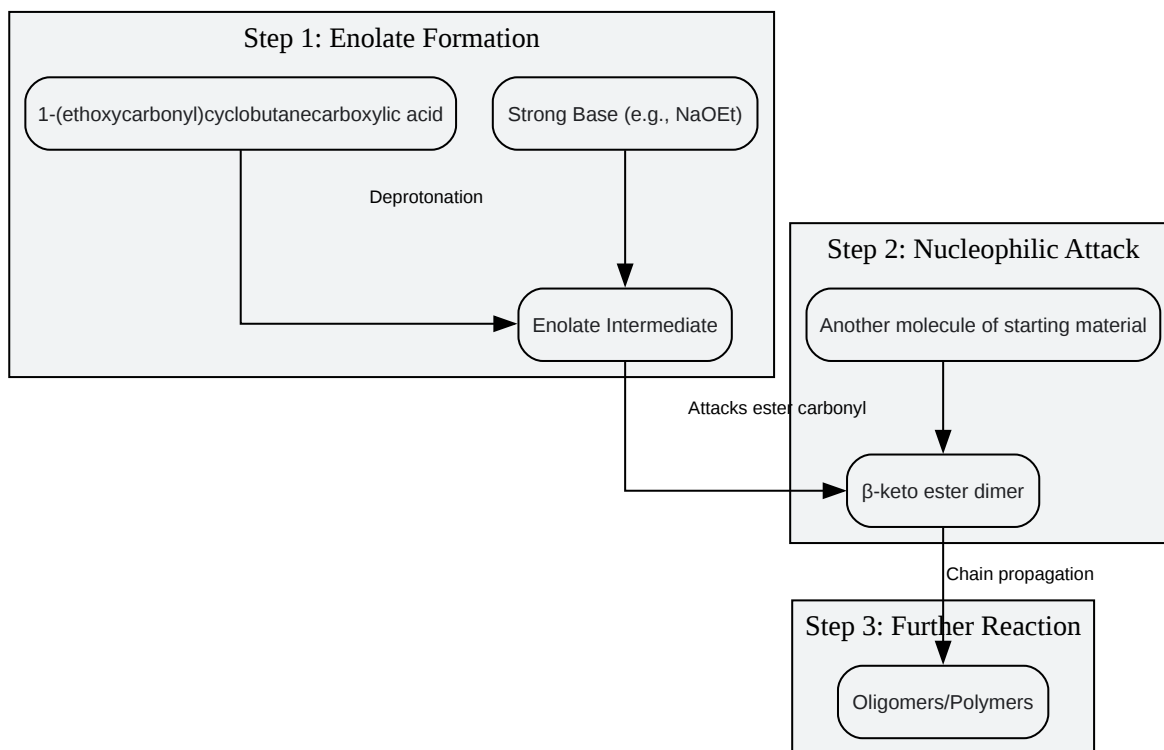 Step 1: Enolate Formation
1-(ethoxycarbonyl)cyclobutanecarboxylic acid
Strong Base (e.g., NaOEt)
Deprotonation
Enolate Intermediate
Step 2: Nucleophilic Attack
Another molecule of starting material
Attacks ester carbonyl
β-keto ester dimer
Chain propagation
Step 3: Further Reaction
Oligomers/Polymers